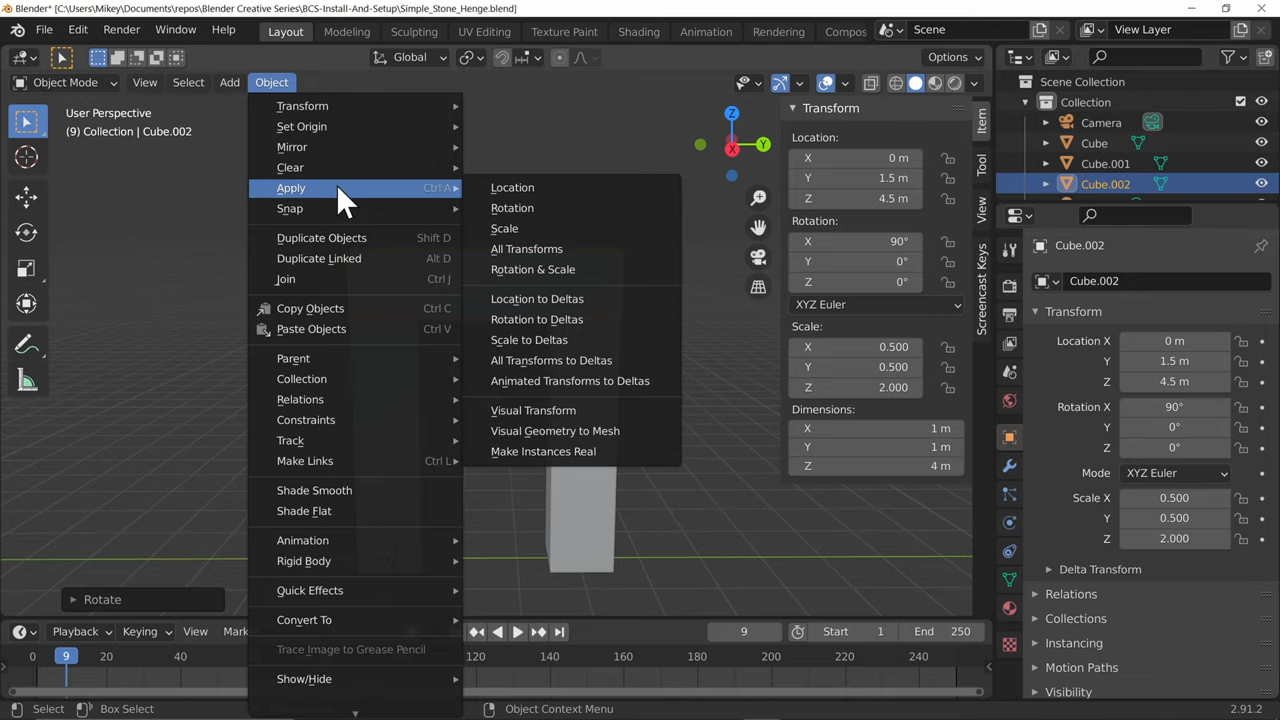 Blender* [C:\Users\Mikey\Documents\repos\Blender Creative Series\BCS-Install-And-Setup\Simple_Stone_Henge.blend]
File Edit Render Window Help Layout Modeling Sculpting UV Editing Texture Paint Shading Animation Rendering Compos Scene View Layer
Global Options
Object Mode View Select Add Object
User Perspective
(9) Collection | Cube.002
Transform
Set Origin
Mirror
Clear
Apply Ctrl A
Snap
Duplicate Objects Shift D
Duplicate Linked Alt D
Join Ctrl J
Copy Objects Ctrl C
Paste Objects Ctrl V
Parent
Collection
Relations
Constraints
Track
Make Links Ctrl L
Shade Smooth
Shade Flat
Animation
Rigid Body
Quick Effects
Convert To
Trace Image to Grease Pencil
Show/Hide
Location
Rotation
Scale
All Transforms
Rotation & Scale
Location to Deltas
Rotation to Deltas
Scale to Deltas
All Transforms to Deltas
Animated Transforms to Deltas
Visual Transform
Visual Geometry to Mesh
Make Instances Real
X Y Z
Transform
Location:
X 0 m
Y 1.5 m
Z 4.5 m
Rotation:
X 90°
Y 0°
Z 0°
XYZ Euler
Scale:
X 0.500
Y 0.500
Z 2.000
Dimensions:
X 1 m
Y 1 m
Z 4 m
Item
Tool
View
Screencast Keys
Scene Collection
Collection
Camera
Cube
Cube.001
Cube.002
Cube.002
Cube.002
Transform
Location X 0 m
Y 1.5 m
Z 4.5 m
Rotation X 90°
Y 0°
Z 0°
Mode XYZ Euler
Scale X 0.500
Y 0.500
Z 2.000
Delta Transform
Relations
Collections
Instancing
Motion Paths
Visibility
Rotate
Playback Keying View Mark 9 Start 1 End 250
0 9 20 40 120 140 160 180 200 220 240
Select Box Select Object Context Menu 2.91.2